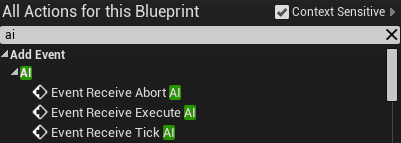 All Actions for this Blueprint Context Sensitive
ai
Add Event
AI
Event Receive Abort AI
Event Receive Execute AI
Event Receive Tick AI